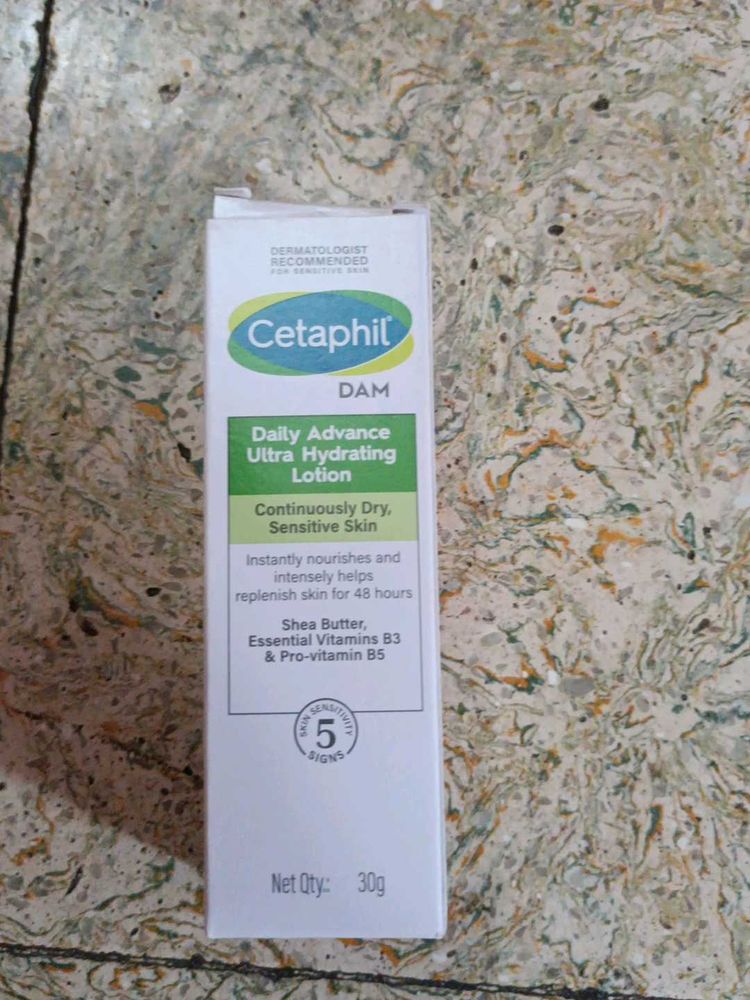 DERMATOLOGIST
RECOMMENDED
FOR SENSITIVE SKIN
Cetaphil®
DAM
Daily Advance
Ultra Hydrating
Lotion
Continuously Dry,
Sensitive Skin
Instantly nourishes and
intensely helps
replenish skin for 48 hours
Shea Butter,
Essential Vitamins B3
& Pro-vitamin B5
SKIN SENSITIVITY
5
SIGNS
Net Qty.: 30g